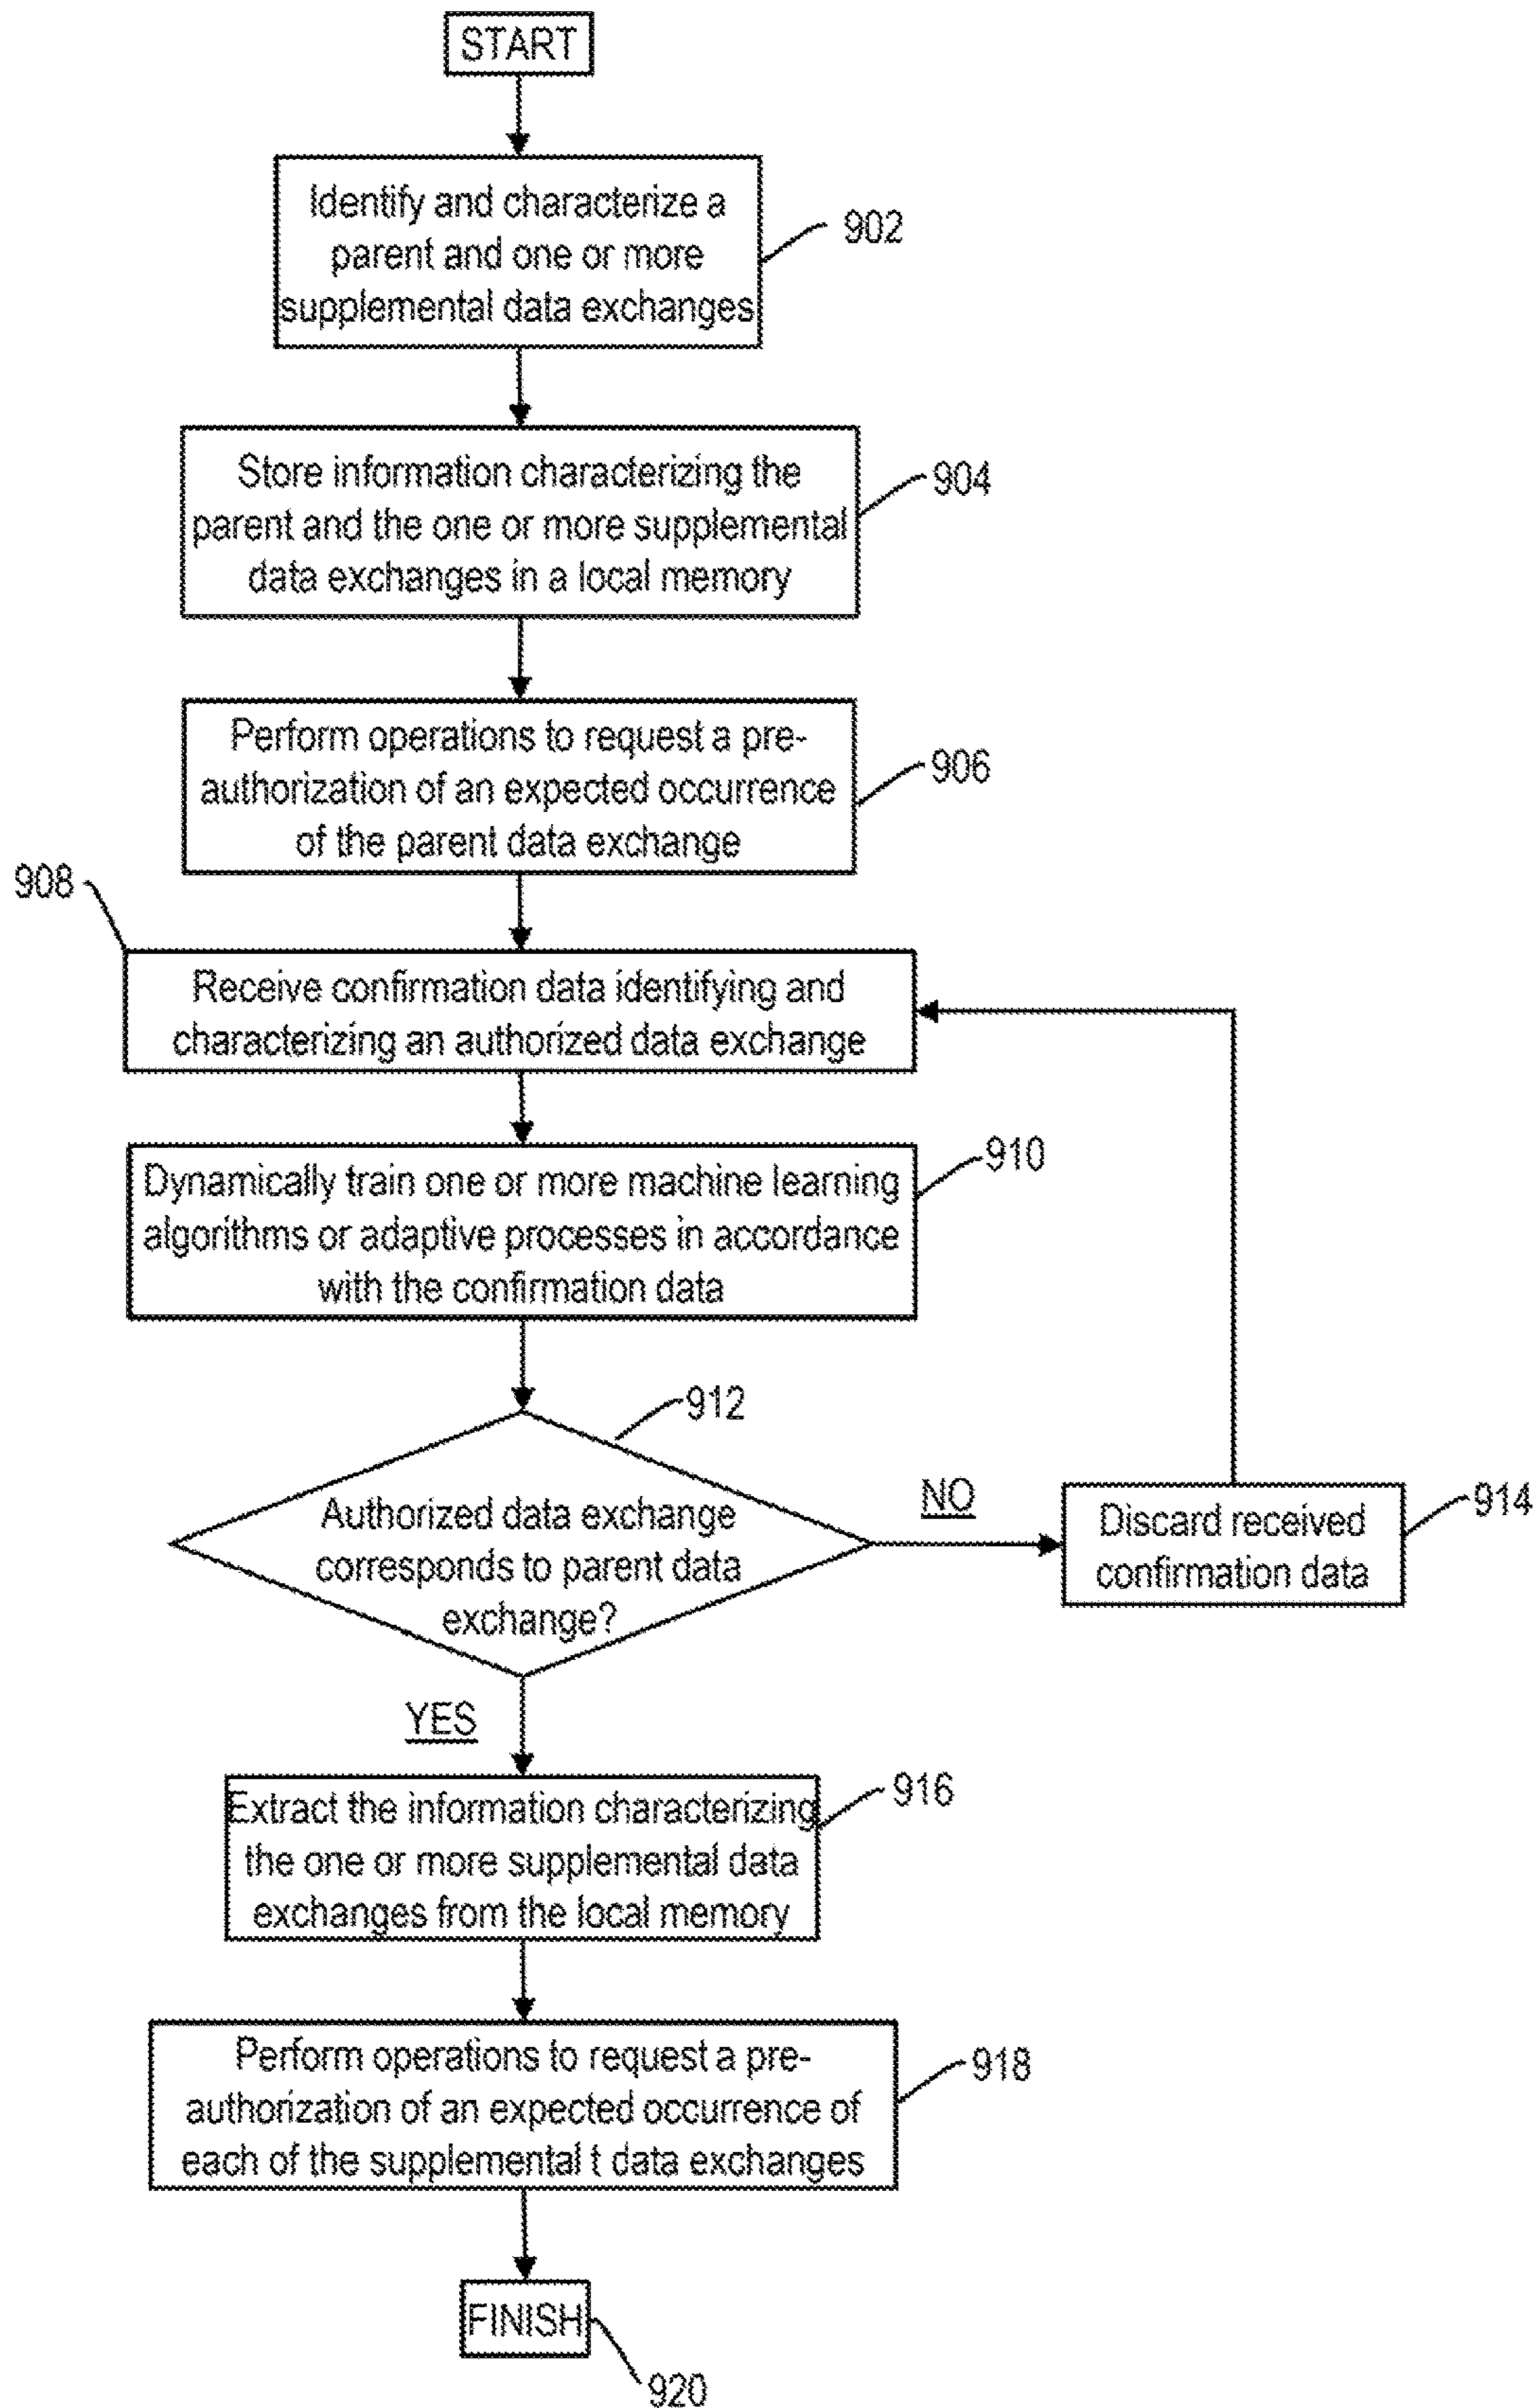 START
Identify and characterize a
parent and one or more
supplemental data exchanges
902
Store information characterizing the
parent and the one or more supplemental
data exchanges in a local memory
904
Perform operations to request a pre-
authorization of an expected occurrence
of the parent data exchange
906
908
Receive confirmation data identifying and
characterizing an authorized data exchange
Dynamically train one or more machine learning
algorithms or adaptive processes in accordance
with the confirmation data
910
912
Authorized data exchange
corresponds to parent data
exchange?
NO
Discard received
confirmation data
914
YES
Extract the information characterizing
the one or more supplemental data
exchanges from the local memory
916
Perform operations to request a pre-
authorization of an expected occurrence of
each of the supplemental t data exchanges
918
FINISH
920